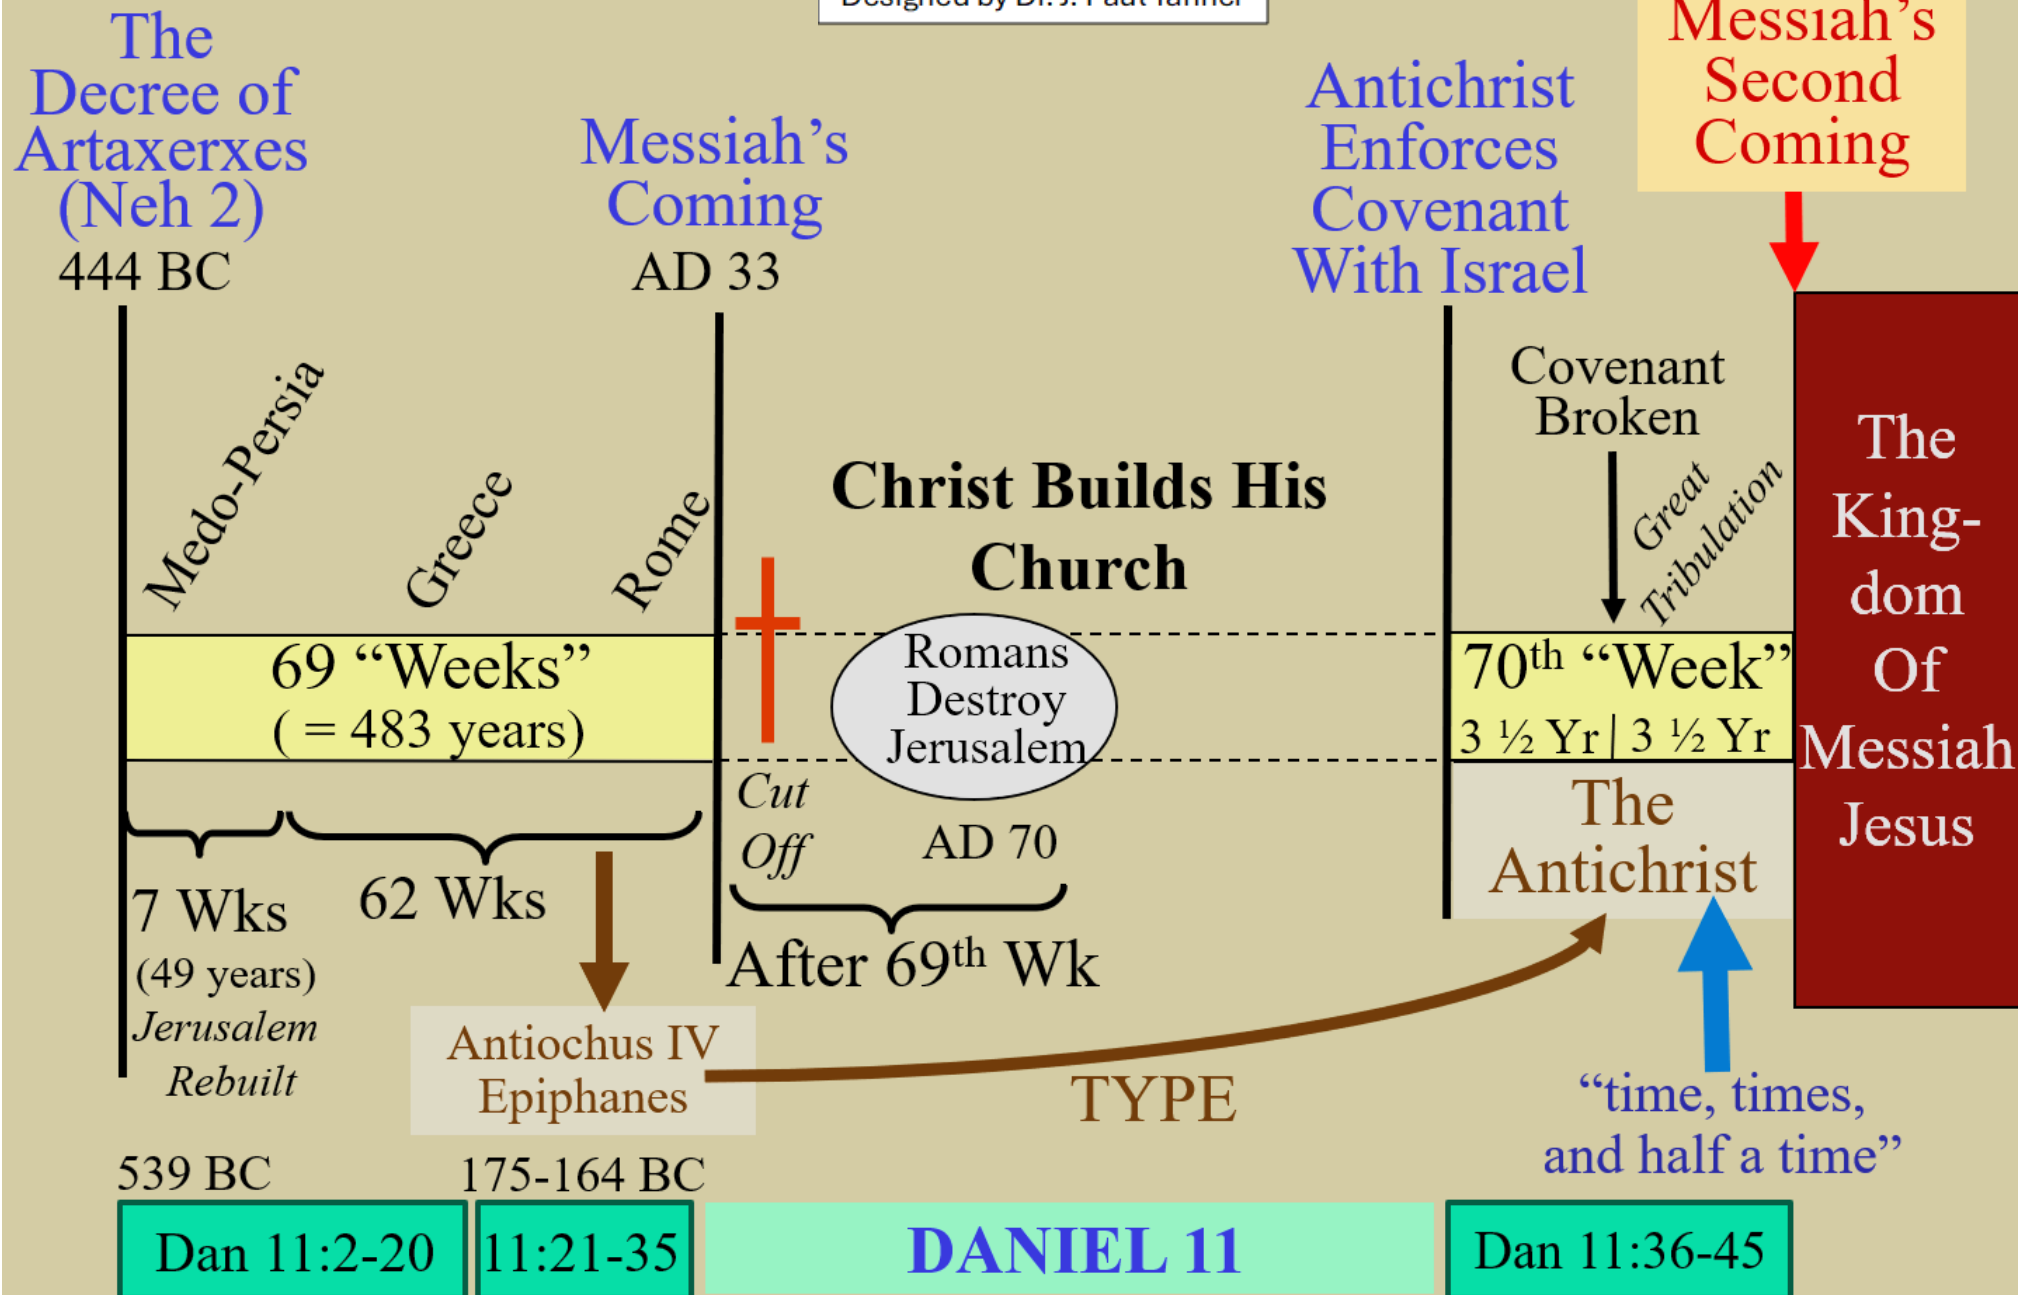 Designed by Dr. J. Paul Tanner
The
Decree of
Artaxerxes
(Neh 2)
444 BC
Messiah’s
Coming
AD 33
Antichrist
Enforces
Covenant
With Israel
Messiah’s
Second
Coming
Medo-Persia
Greece
Rome
Christ Builds His
Church
Covenant
Broken
Great
Tribulation
69 “Weeks”
( = 483 years)
Romans
Destroy
Jerusalem
70th “Week”
3 ½ Yr | 3 ½ Yr
The
King-
dom
Of
Messiah
Jesus
7 Wks
(49 years)
Jerusalem
Rebuilt
62 Wks
Cut
Off
AD 70
After 69th Wk
The
Antichrist
Antiochus IV
Epiphanes
TYPE
“time, times,
and half a time”
539 BC
175-164 BC
Dan 11:2-20
11:21-35
DANIEL 11
Dan 11:36-45